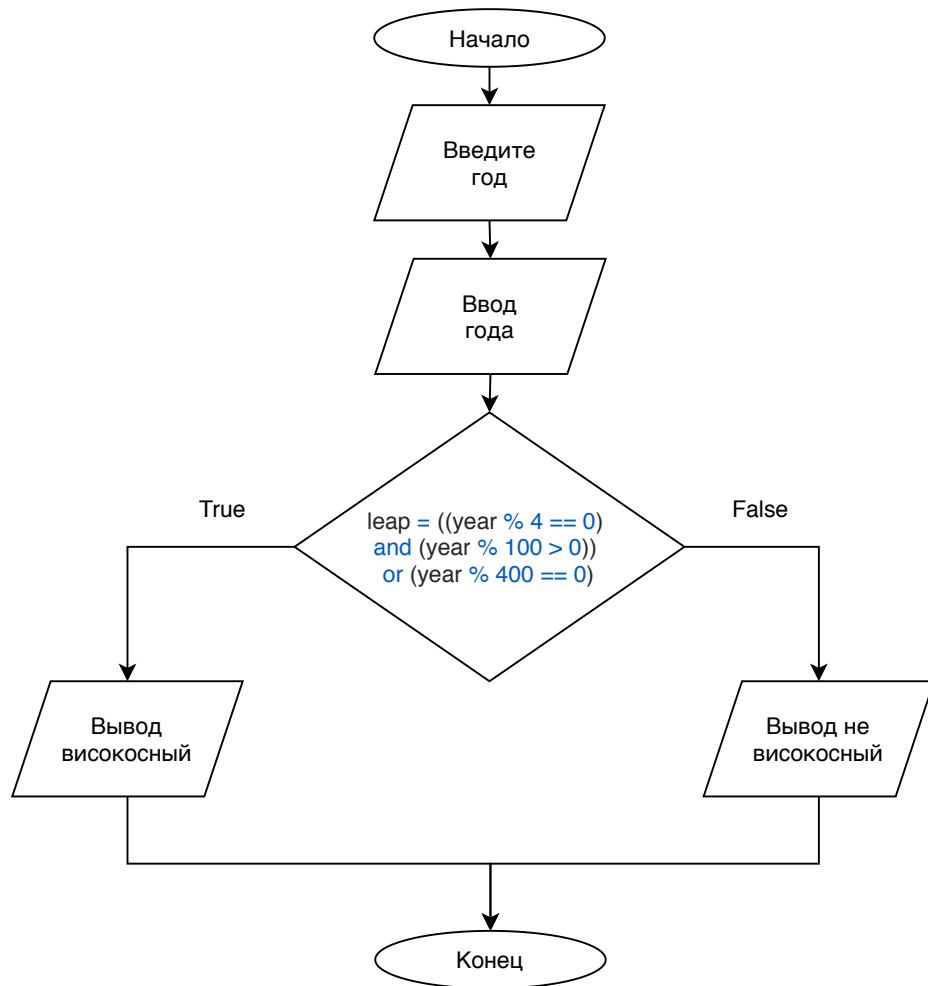 Начало
Введите
год
Ввод
года
True
False
leap = ((year % 4 == 0)
and (year % 100 > 0))
or (year % 400 == 0)
Вывод
високосный
Вывод не
високосный
Конец